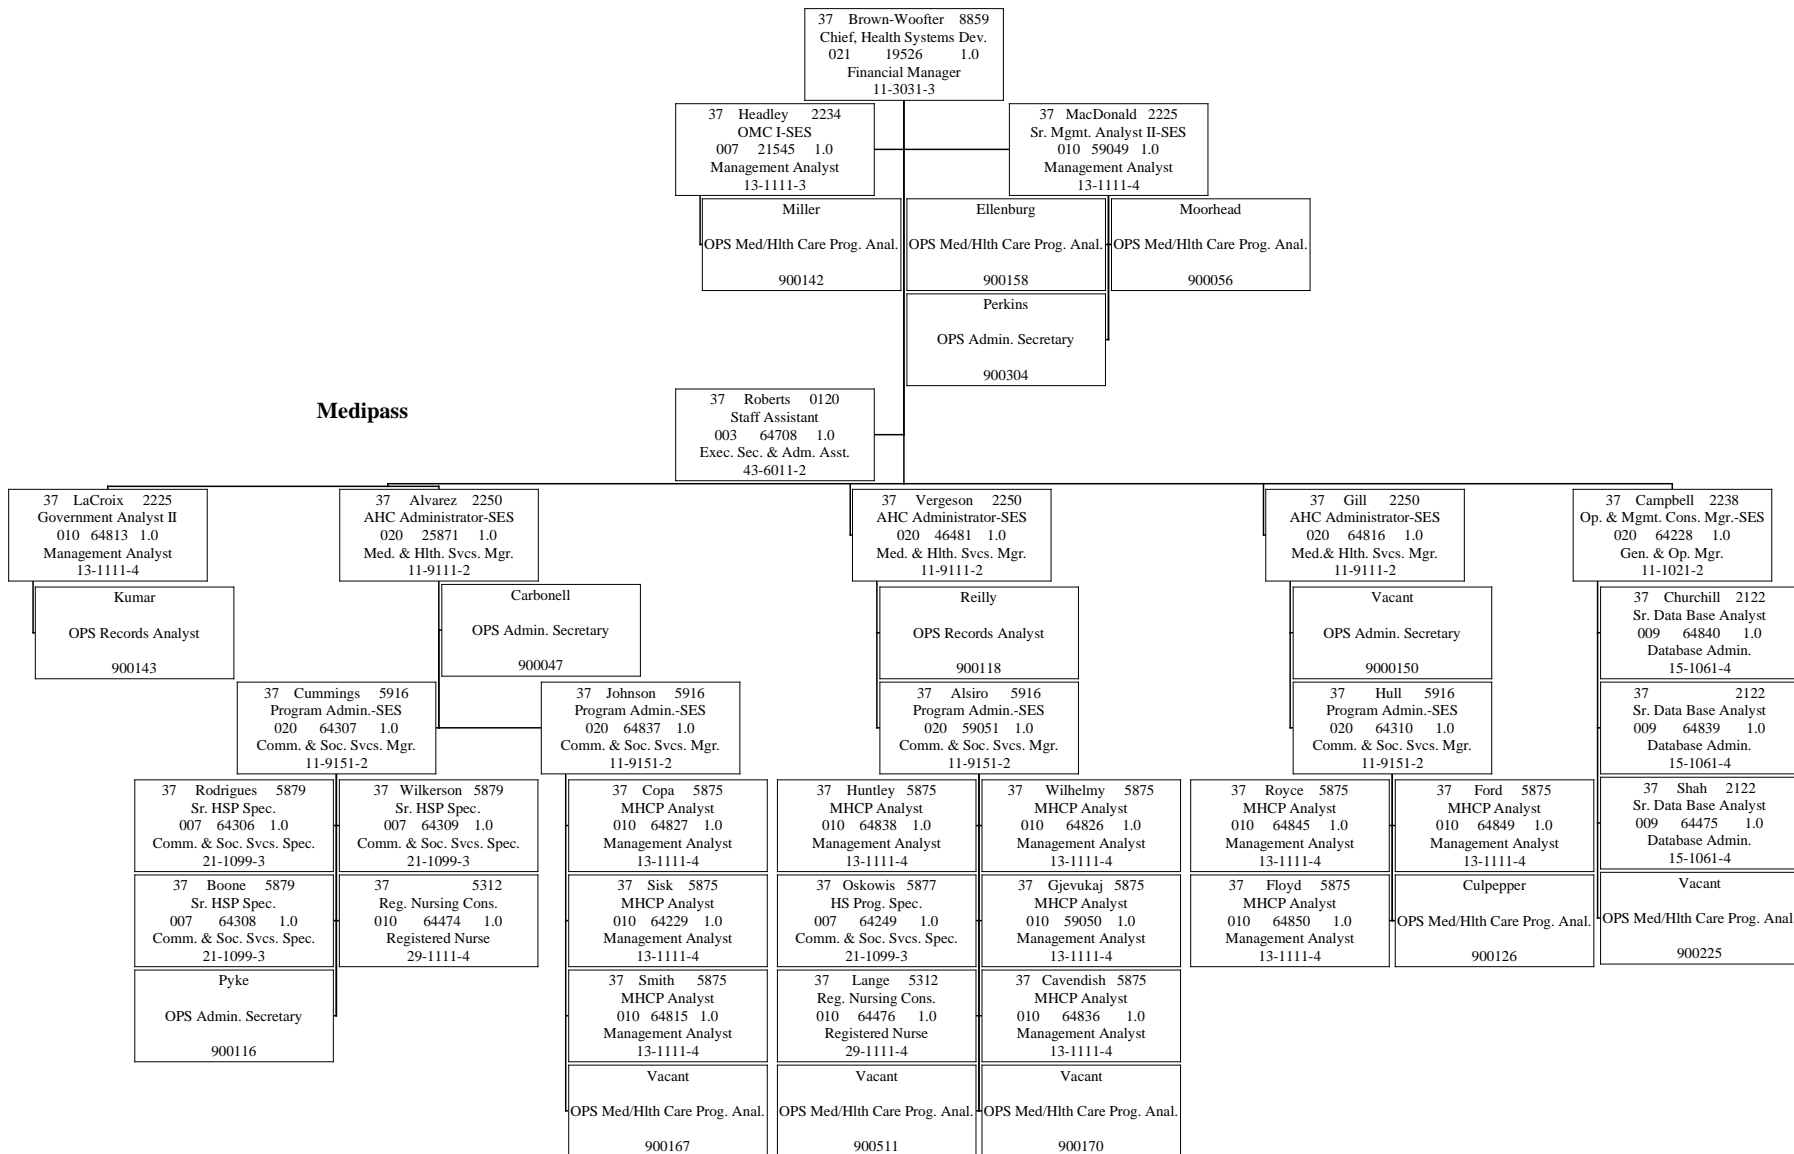 37 Brown-Woofter 8859
Chief, Health Systems Dev.
021 19526 1.0
Financial Manager
11-3031-3
37 Headley 2234
OMC I-SES
007 21545 1.0
Management Analyst
13-1111-3
37 MacDonald 2225
Sr. Mgmt. Analyst II-SES
010 59049 1.0
Management Analyst
13-1111-4
Miller
OPS Med/Hlth Care Prog. Anal.
900142
Ellenburg
OPS Med/Hlth Care Prog. Anal.
900158
Moorhead
OPS Med/Hlth Care Prog. Anal.
900056
Perkins
OPS Admin. Secretary
900304
Medipass
37 Roberts 0120
Staff Assistant
003 64708 1.0
Exec. Sec. & Adm. Asst.
43-6011-2
37 LaCroix 2225
Government Analyst II
010 64813 1.0
Management Analyst
13-1111-4
37 Alvarez 2250
AHC Administrator-SES
020 25871 1.0
Med. & Hlth. Svcs. Mgr.
11-9111-2
37 Vergeson 2250
AHC Administrator-SES
020 46481 1.0
Med. & Hlth. Svcs. Mgr.
11-9111-2
37 Gill 2250
AHC Administrator-SES
020 64816 1.0
Med.& Hlth. Svcs. Mgr.
11-9111-2
37 Campbell 2238
Op. & Mgmt. Cons. Mgr.-SES
020 64228 1.0
Gen. & Op. Mgr.
11-1021-2
Kumar
OPS Records Analyst
900143
Carbonell
OPS Admin. Secretary
900047
Reilly
OPS Records Analyst
900118
Vacant
OPS Admin. Secretary
9000150
37 Churchill 2122
Sr. Data Base Analyst
009 64840 1.0
Database Admin.
15-1061-4
37 Cummings 5916
Program Admin.-SES
020 64307 1.0
Comm. & Soc. Svcs. Mgr.
11-9151-2
37 Johnson 5916
Program Admin.-SES
020 64837 1.0
Comm. & Soc. Svcs. Mgr.
11-9151-2
37 Alsiro 5916
Program Admin.-SES
020 59051 1.0
Comm. & Soc. Svcs. Mgr.
11-9151-2
37 Hull 5916
Program Admin.-SES
020 64310 1.0
Comm. & Soc. Svcs. Mgr.
11-9151-2
37 2122
Sr. Data Base Analyst
009 64839 1.0
Database Admin.
15-1061-4
37 Rodrigues 5879
Sr. HSP Spec.
007 64306 1.0
Comm. & Soc. Svcs. Spec.
21-1099-3
37 Wilkerson 5879
Sr. HSP Spec.
007 64309 1.0
Comm. & Soc. Svcs. Spec.
21-1099-3
37 Copa 5875
MHCP Analyst
010 64827 1.0
Management Analyst
13-1111-4
37 Huntley 5875
MHCP Analyst
010 64838 1.0
Management Analyst
13-1111-4
37 Wilhelmy 5875
MHCP Analyst
010 64826 1.0
Management Analyst
13-1111-4
37 Royce 5875
MHCP Analyst
010 64845 1.0
Management Analyst
13-1111-4
37 Ford 5875
MHCP Analyst
010 64849 1.0
Management Analyst
13-1111-4
37 Shah 2122
Sr. Data Base Analyst
009 64475 1.0
Database Admin.
15-1061-4
37 Boone 5879
Sr. HSP Spec.
007 64308 1.0
Comm. & Soc. Svcs. Spec.
21-1099-3
37 5312
Reg. Nursing Cons.
010 64474 1.0
Registered Nurse
29-1111-4
37 Sisk 5875
MHCP Analyst
010 64229 1.0
Management Analyst
13-1111-4
37 Oskowis 5877
HS Prog. Spec.
007 64249 1.0
Comm. & Soc. Svcs. Spec.
21-1099-3
37 Gjevukaj 5875
MHCP Analyst
010 59050 1.0
Management Analyst
13-1111-4
37 Floyd 5875
MHCP Analyst
010 64850 1.0
Management Analyst
13-1111-4
Culpepper
OPS Med/Hlth Care Prog. Anal.
900126
Vacant
OPS Med/Hlth Care Prog. Anal.
900225
Pyke
OPS Admin. Secretary
900116
37 Smith 5875
MHCP Analyst
010 64815 1.0
Management Analyst
13-1111-4
37 Lange 5312
Reg. Nursing Cons.
010 64476 1.0
Registered Nurse
29-1111-4
37 Cavendish 5875
MHCP Analyst
010 64836 1.0
Management Analyst
13-1111-4
Vacant
OPS Med/Hlth Care Prog. Anal.
900167
Vacant
OPS Med/Hlth Care Prog. Anal.
900511
Vacant
OPS Med/Hlth Care Prog. Anal.
900170